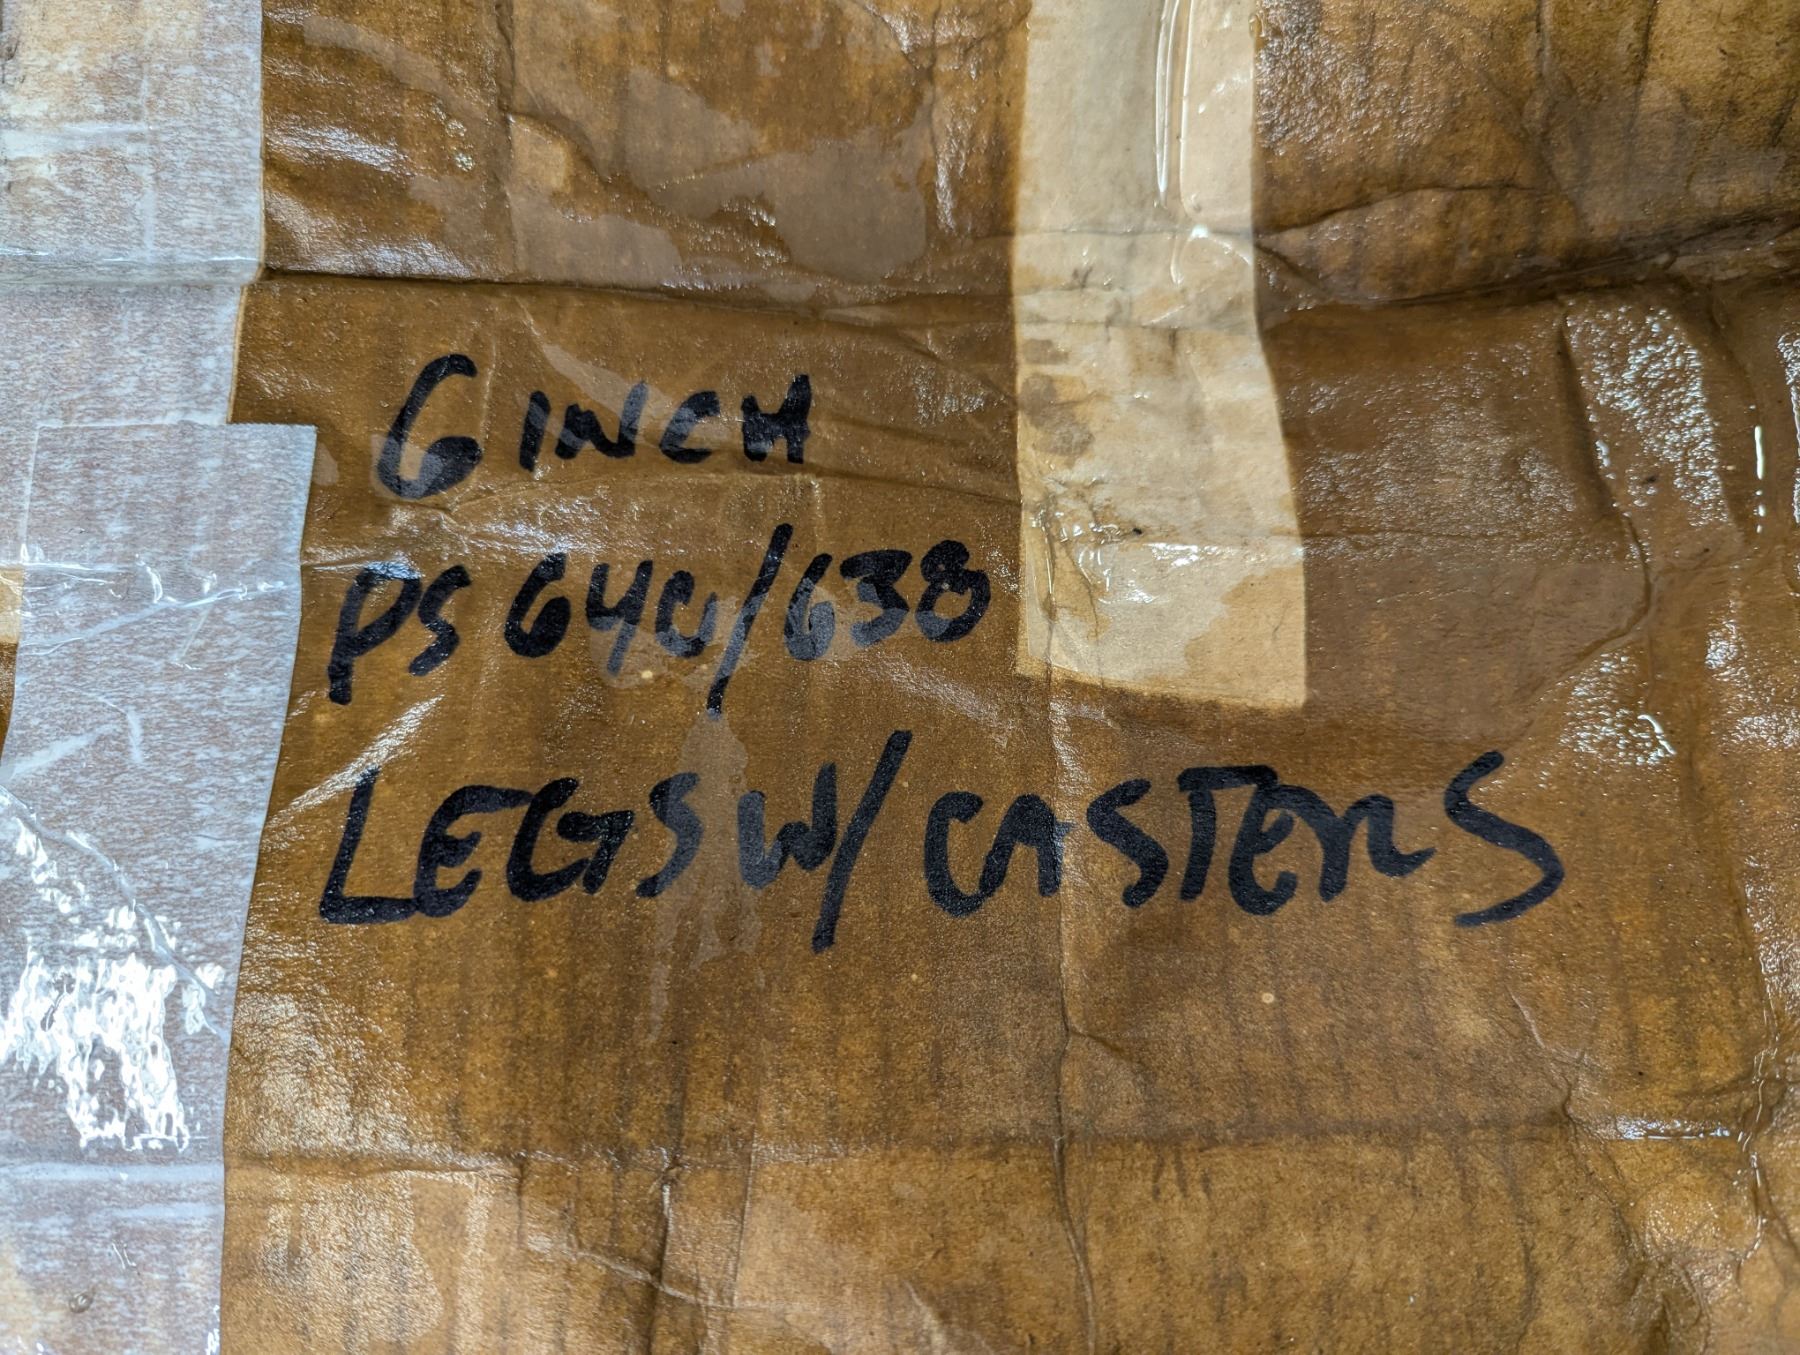 6 INCH
PS 640/638
LEGS W/ CASTERS